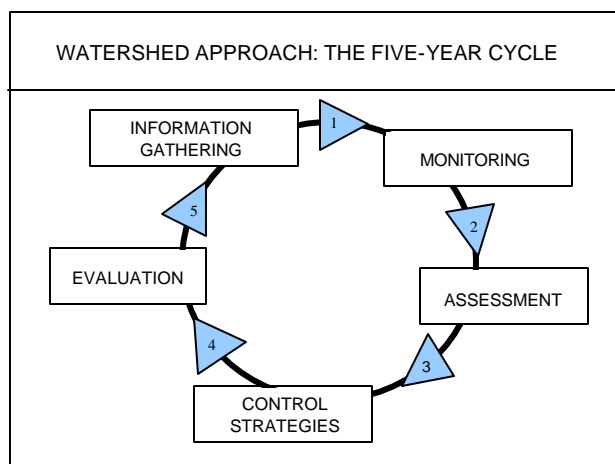 WATERSHED APPROACH: THE FIVE-YEAR CYCLE
INFORMATION
GATHERING
1
MONITORING
2
ASSESSMENT
3
CONTROL
STRATEGIES
4
EVALUATION
5